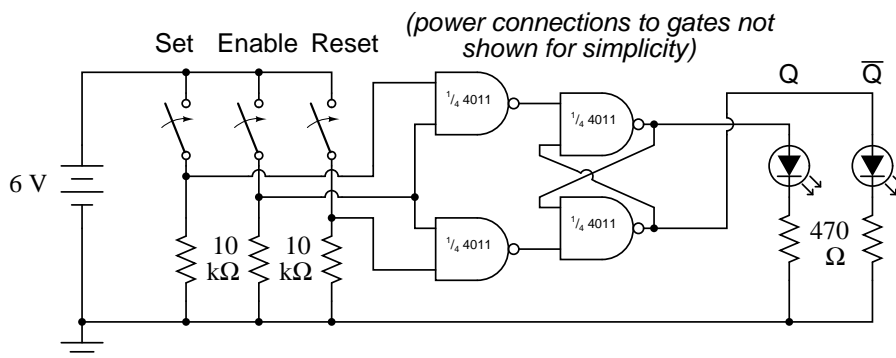 (power connections to gates not
shown for simplicity)
Set Enable Reset
Q Q
1/4 4011
1/4 4011
6 V
1/4 4011
1/4 4011
10
kΩ
10
kΩ
470
Ω